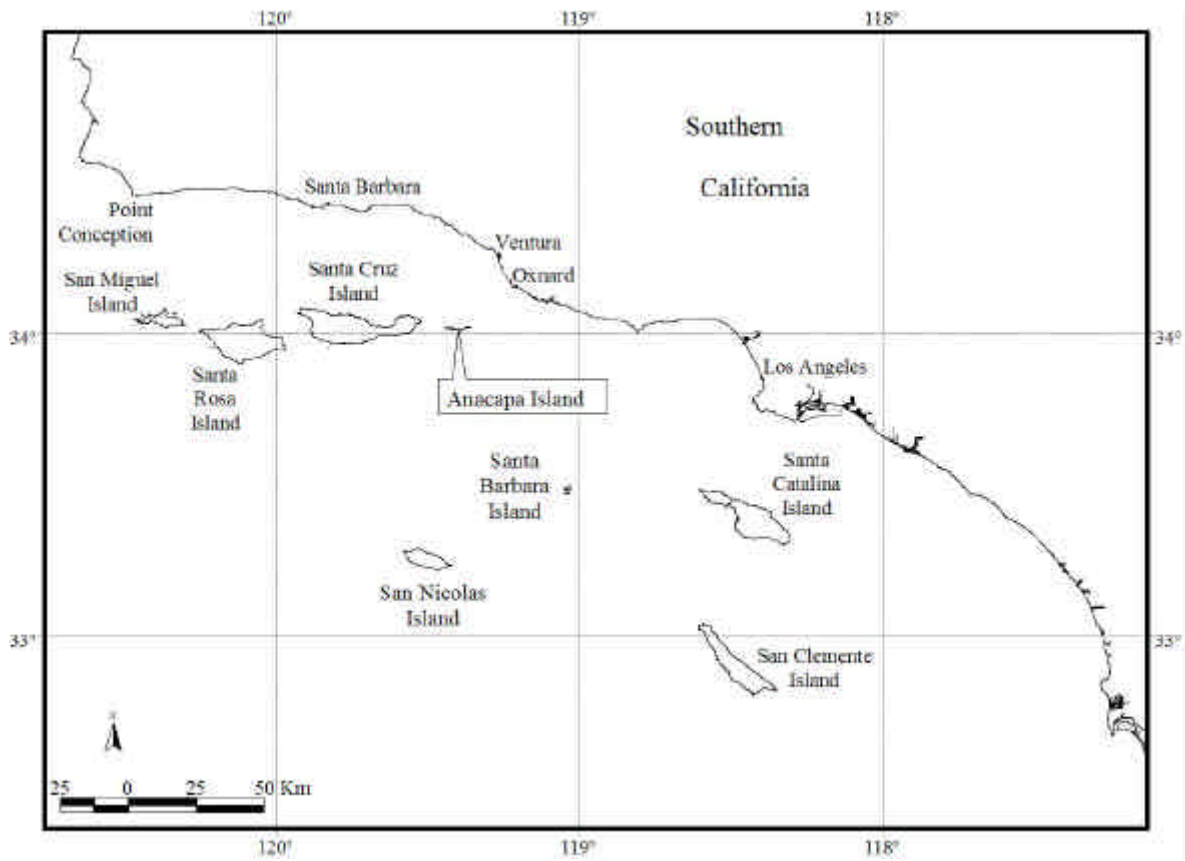 120°
119°
118°
Southern
California
Santa Barbara
Point
Conception
Ventura
Oxnard
San Miguel
Island
Santa Cruz
Island
34°
34°
Santa
Rosa
Island
Anacapa Island
Los Angeles
Santa
Barbara
Island
Santa
Catalina
Island
San Nicolas
Island
33°
33°
San Clemente
Island
N
25 0 25 50 Km
120°
119°
118°